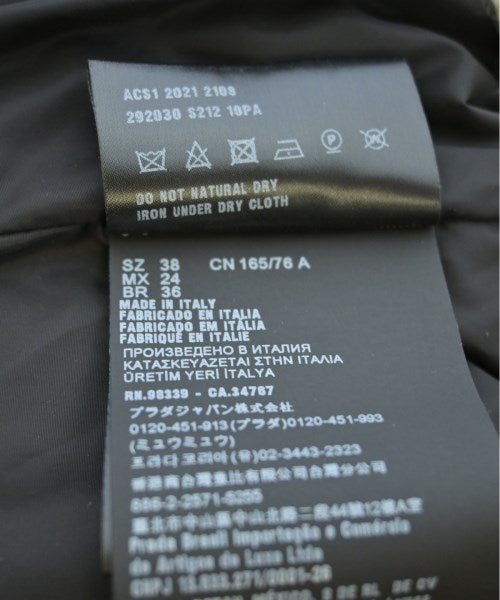 ACS1 2021 2108
292030 S212 10PA
DO NOT NATURAL DRY
IRON UNDER DRY CLOTH
SZ 38 CN 165/76 A
MX 24
BR 36
MADE IN ITALY
FABRICADO EN ITALIA
FABRICADO EM ITÁLIA
FABRIQUÉ EN ITALIE
ПРОИЗВЕДЕНО В ИТАЛИЯ
ΚΑΤΑΣΚΕΥΑΖΕΤΑΙ ΣΤΗΝ ΙΤΑΛΙΑ
ÜRETİM YERİ İTALYA
RN.98339 - CA.34767
プラダジャパン株式会社
0120-451-913(プラダ)0120-451-993
(ミュウミュウ)
프라다 코리아(유) 02-3443-2323
886-2-2571-5288
Prada Brasil Importação e Comércio
de Artigos de Luxo Ltda